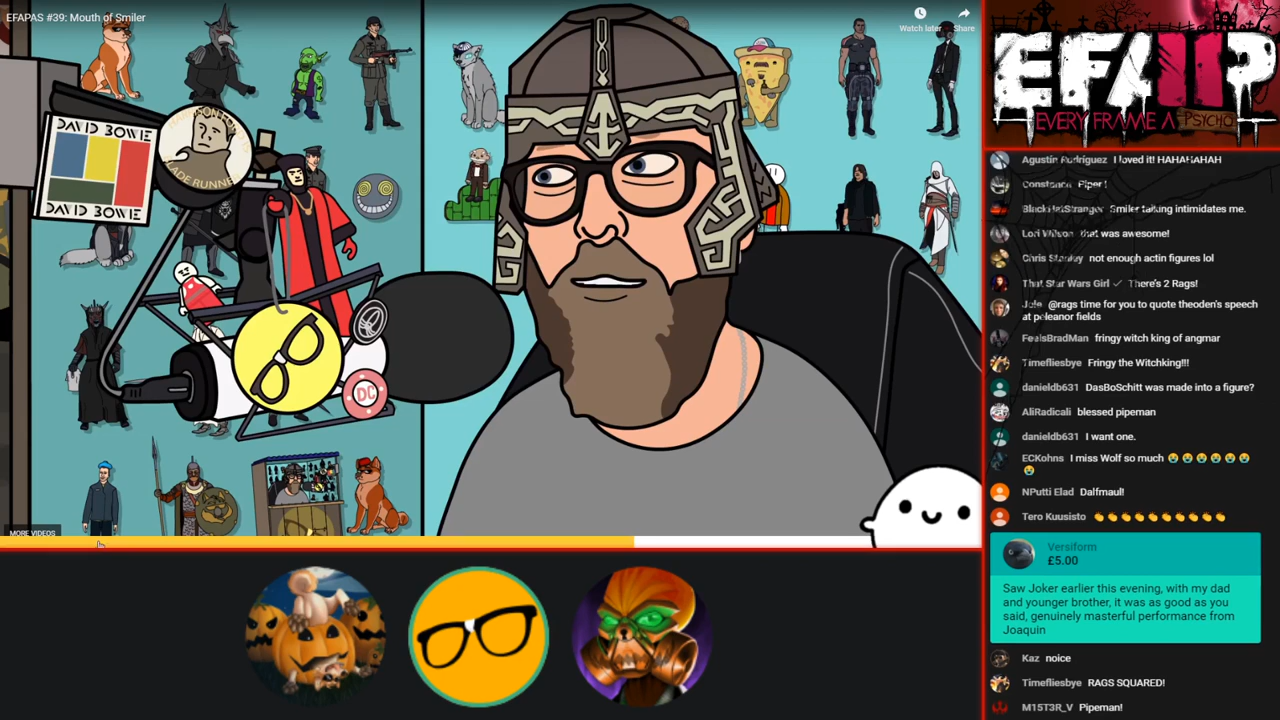 EFAPAS #39: Mouth of Smiler
Watch later
Share
DAVID BOWIE
DAVID BOWIE
DC
MORE VIDEOS
EFAP
EVERY FRAME A PSYCHO
Agustín Rodríguez I loved it! HAHAHAHAH
Constance Piper !
BlackHatStranger Smiler talking intimidates me.
Lori Wilson that was awesome!
Chris Stanley not enough actin figures lol
That Star Wars Girl ✓ There's 2 Rags!
Jole @rags time for you to quote theoden's speech
at peleanor fields
FeelsBradMan fringy witch king of angmar
Timefliesbye Fringy the Witchking!!!
danieldb631 DasBoSchitt was made into a figure?
AliRadicali blessed pipeman
danieldb631 I want one.
ECKohns I miss Wolf so much 😭 😭 😭 😭 😭 😭
😭
NPutti Elad Dalfmaul!
Tero Kuusisto 👏 👏 👏 👏 👏 👏 👏 👏 👏 👏
Versiform
£5.00
Saw Joker earlier this evening, with my dad
and younger brother, it was as good as you
said, genuinely masterful performance from
Joaquin
Kaz noice
Timefliesbye RAGS SQUARED!
M15T3R_V Pipeman!